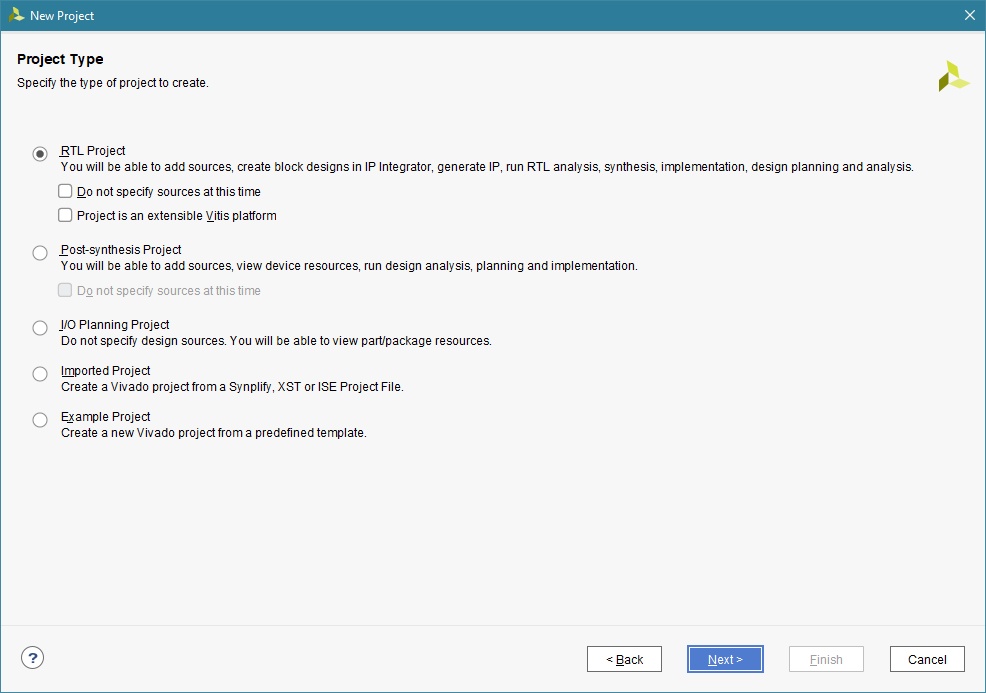 New Project
Project Type
Specify the type of project to create.
RTL Project
You will be able to add sources, create block designs in IP Integrator, generate IP, run RTL analysis, synthesis, implementation, design planning and analysis.
Do not specify sources at this time
Project is an extensible Vitis platform
Post-synthesis Project
You will be able to add sources, view device resources, run design analysis, planning and implementation.
Do not specify sources at this time
I/O Planning Project
Do not specify design sources. You will be able to view part/package resources.
Imported Project
Create a Vivado project from a Synplify, XST or ISE Project File.
Example Project
Create a new Vivado project from a predefined template.
? < Back Next > Finish Cancel